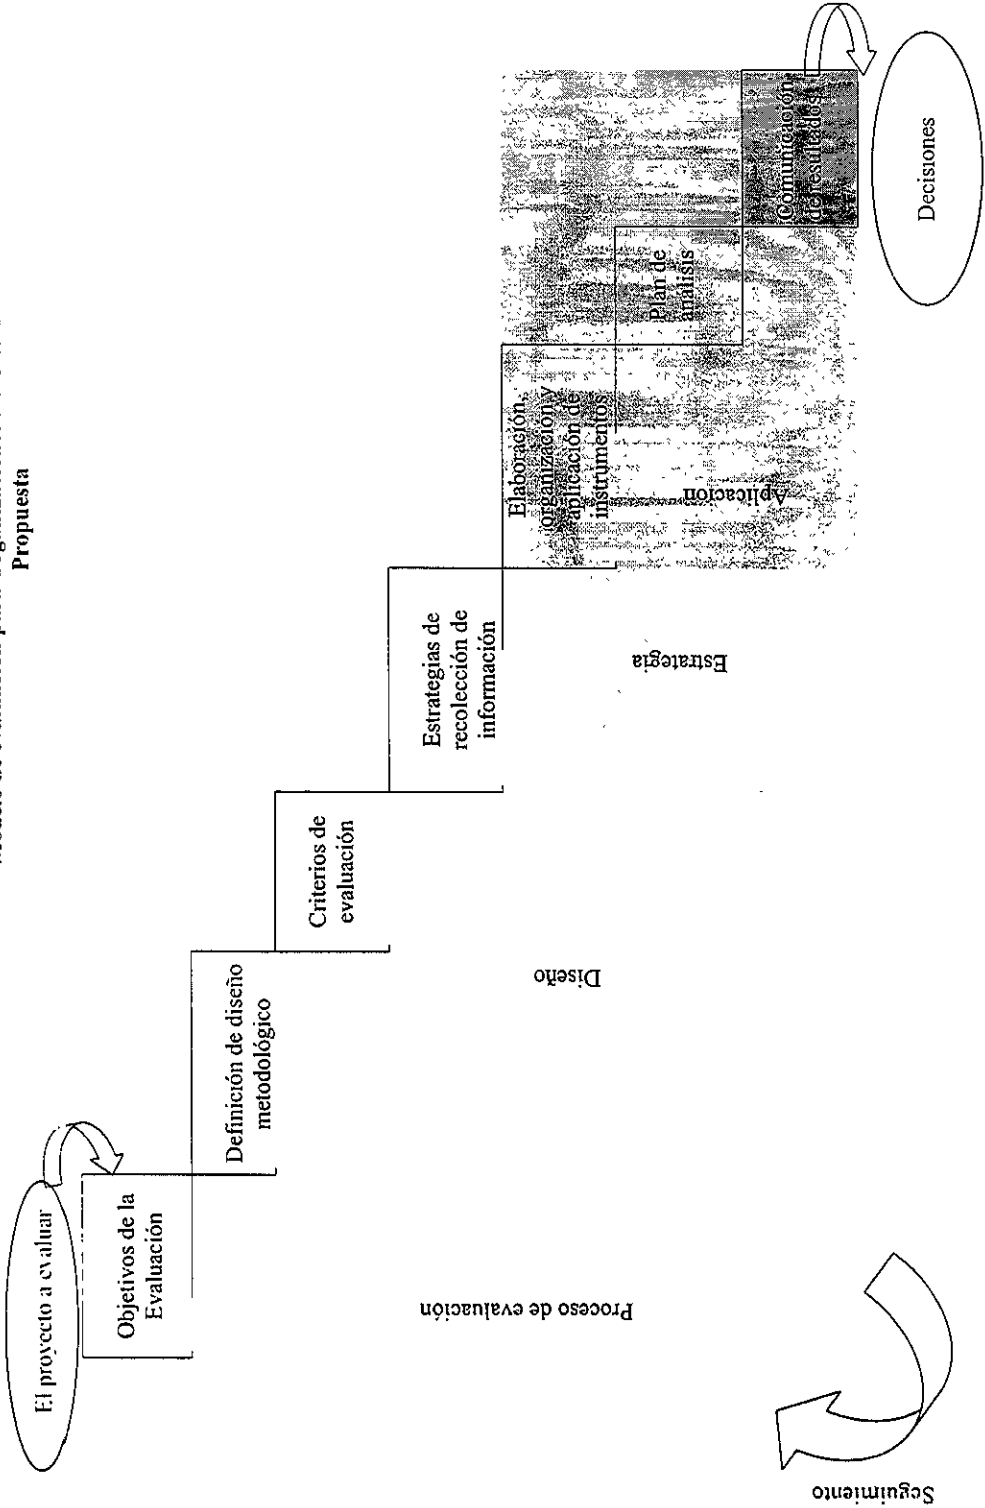 Propuesta
El proyecto a evaluar
Objetivos de la
Evaluación
Definición de diseño
metodológico
Criterios de
evaluación
Estrategias de
recolección de
información
Elaboración,
organización y
aplicación de
instrumentos
Plan de
análisis
Comunicación
de resultados
Decisiones
Proceso de evaluación
Diseño
Estrategia
Aplicación
Seguimiento